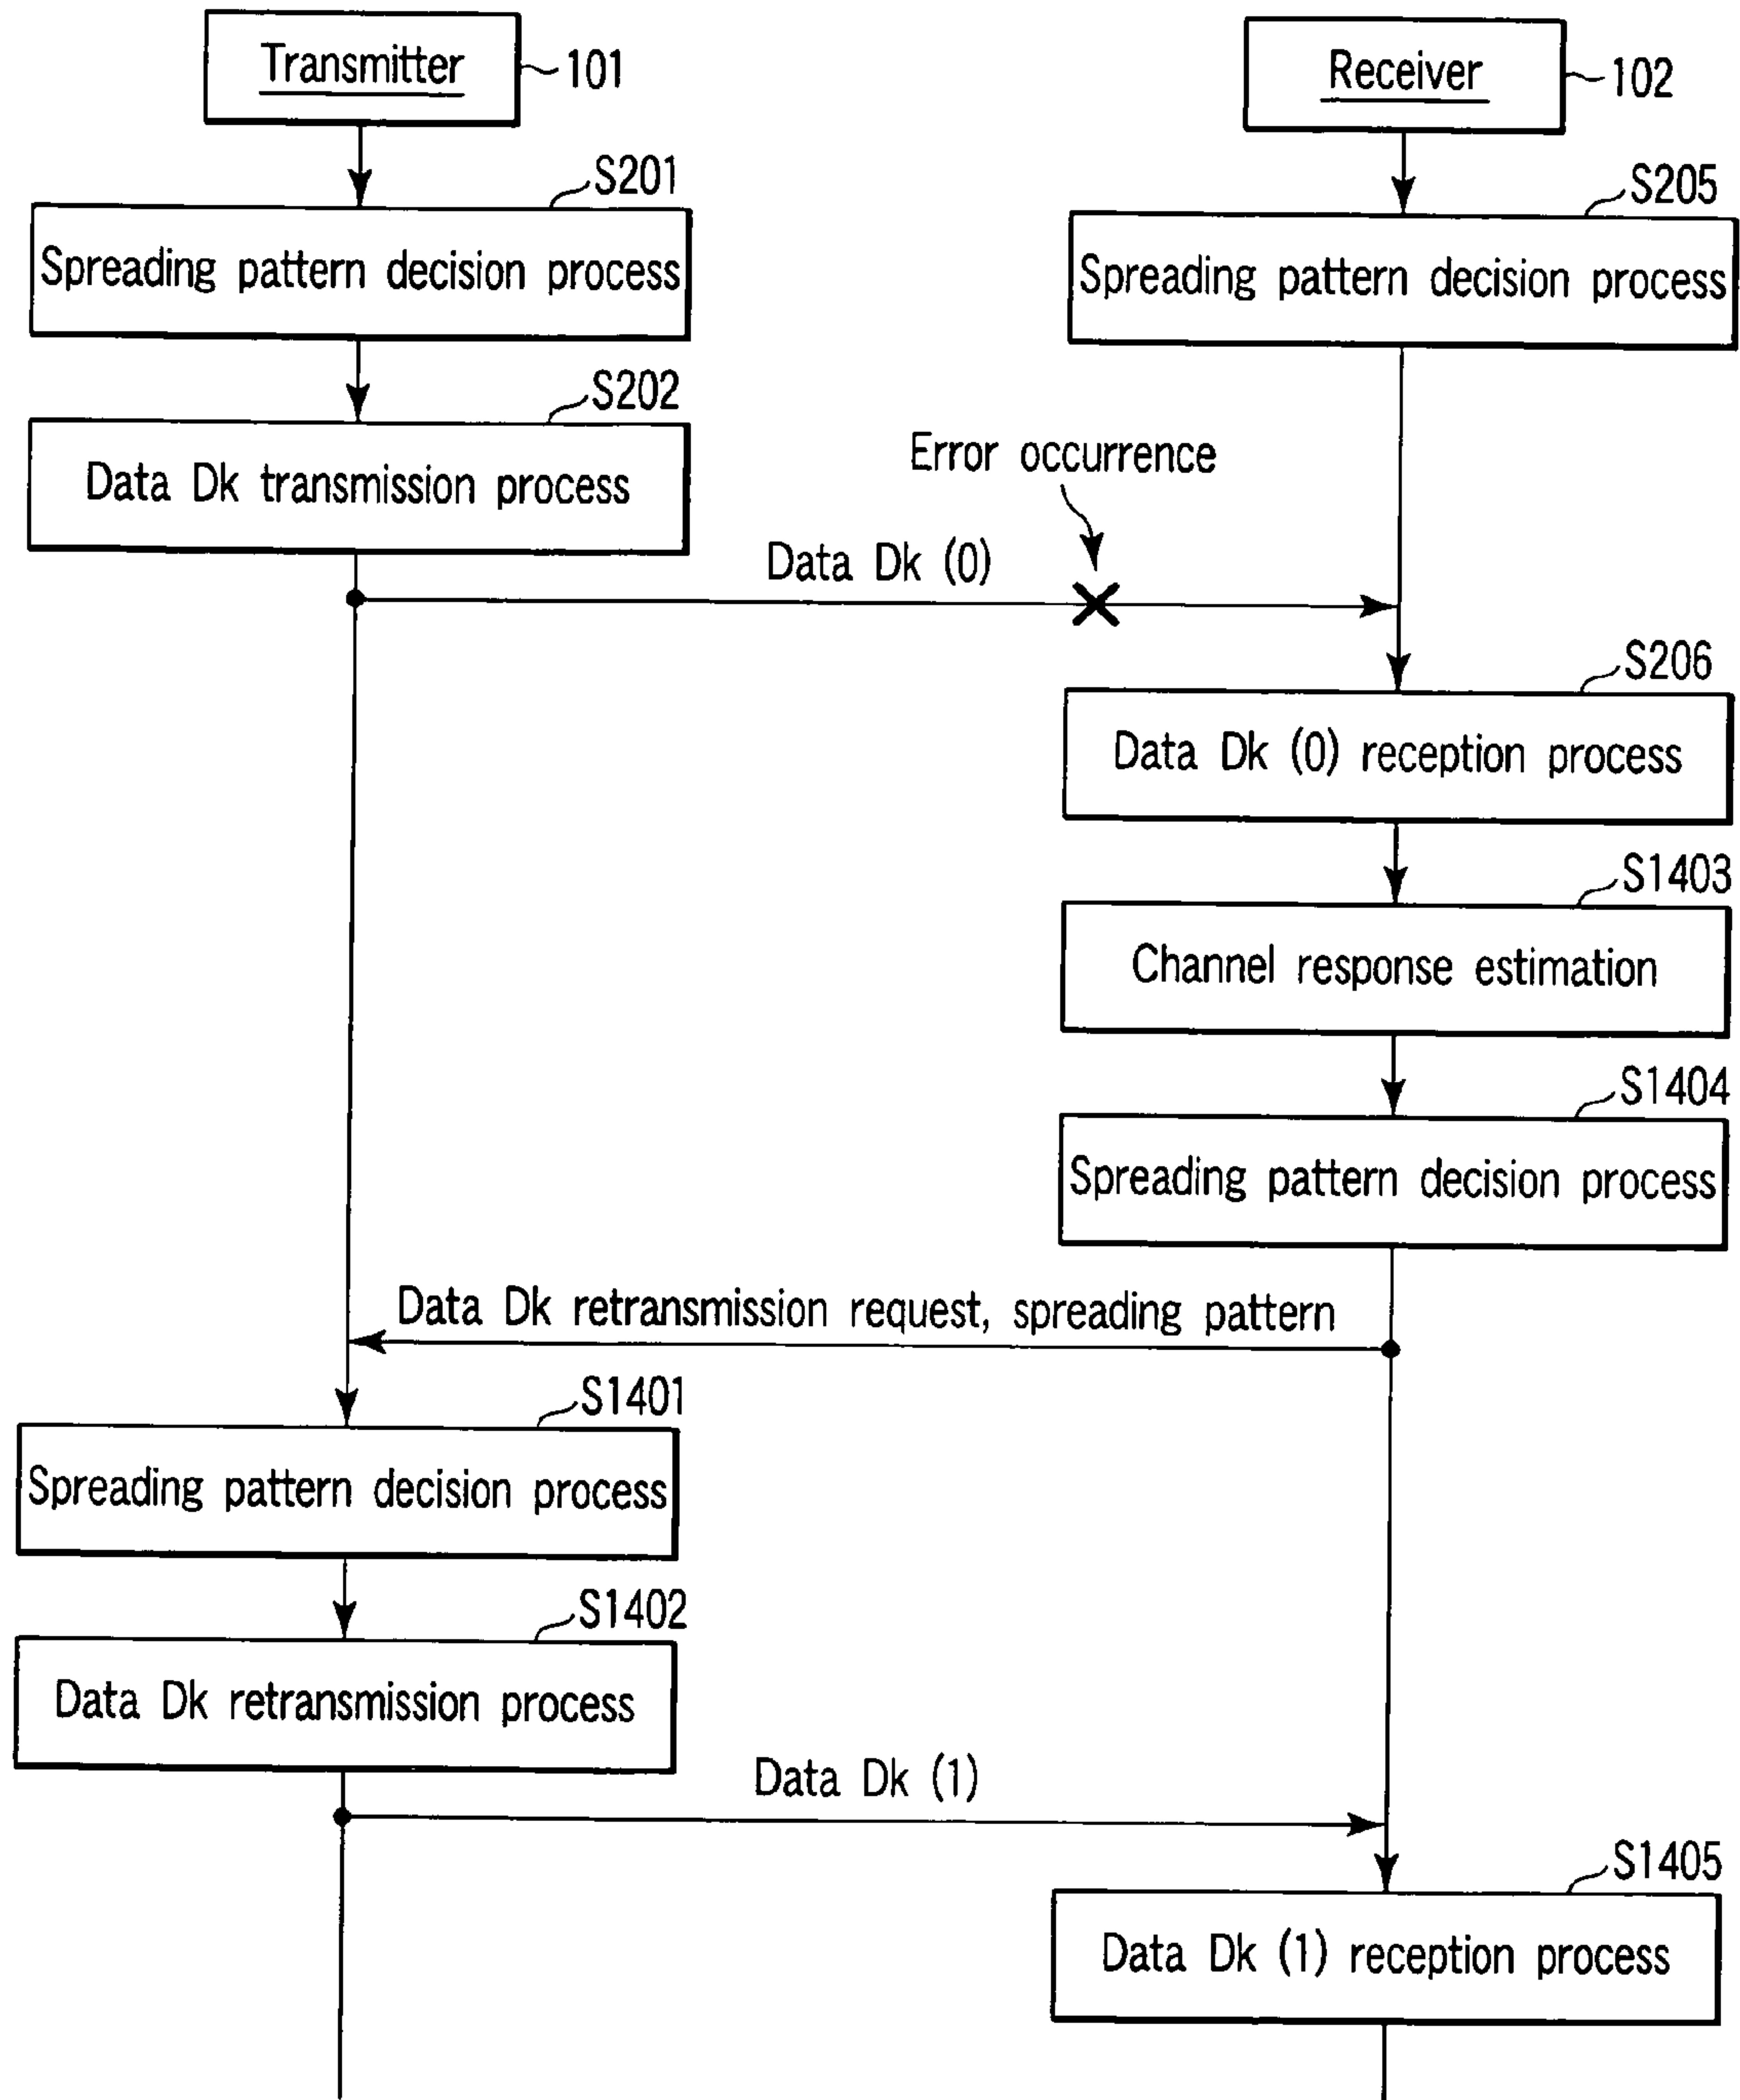 Transmitter
101
Receiver
102
S201
Spreading pattern decision process
S205
Spreading pattern decision process
S202
Data Dk transmission process
Error occurrence
Data Dk (0)
S206
Data Dk (0) reception process
S1403
Channel response estimation
S1404
Spreading pattern decision process
Data Dk retransmission request, spreading pattern
S1401
Spreading pattern decision process
S1402
Data Dk retransmission process
Data Dk (1)
S1405
Data Dk (1) reception process